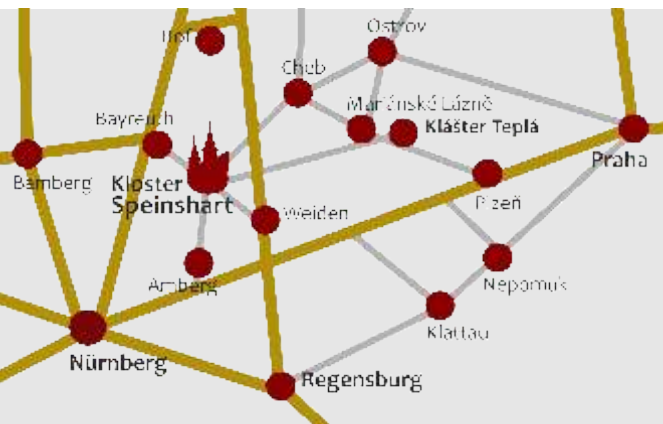 Hof
Ostrov
Cheb
Mariánské Lázně
Bayreuth
Klášter Teplá
Praha
Bamberg
Kloster
Speinshart
Plzeň
Weiden
Amberg
Nepomuk
Klattau
Nürnberg
Regensburg